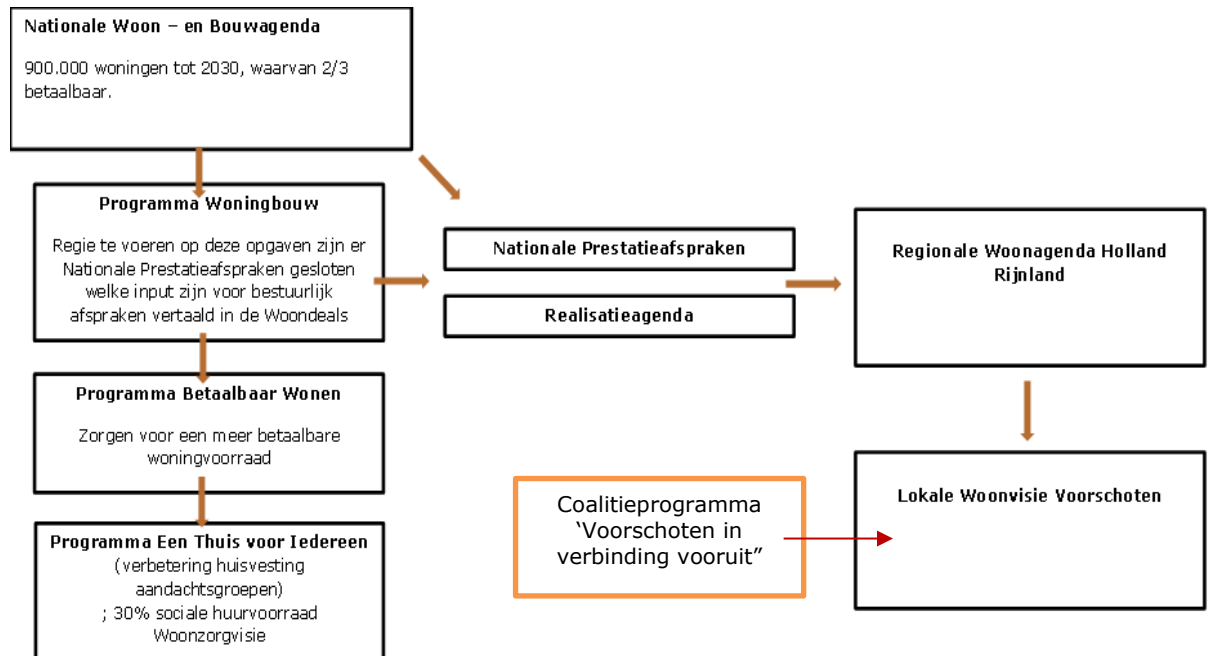 Nationale Woon – en Bouwagenda
900.000 woningen tot 2030, waarvan 2/3
betaalbaar.
Programma Woningbouw
Regie te voeren op deze opgaven zijn er
Nationale Prestatieafspraken gesloten
welke input zijn voor bestuurlijk
afspraken vertaald in de Woondeals
Nationale Prestatieafspraken
Realisatieagenda
Regionale Woonagenda Holland
Rijnland
Programma Betaalbaar Wonen
Zorgen voor een meer betaalbare
woningvoorraad
Programma Een Thuis voor Iedereen
(verbetering huisvesting
aandachtsgroepen)
; 30% sociale huurvoorraad
Woonzorgvisie
Coalitieprogramma
‘Voorschoten in
verbinding vooruit”
Lokale Woonvisie Voorschoten